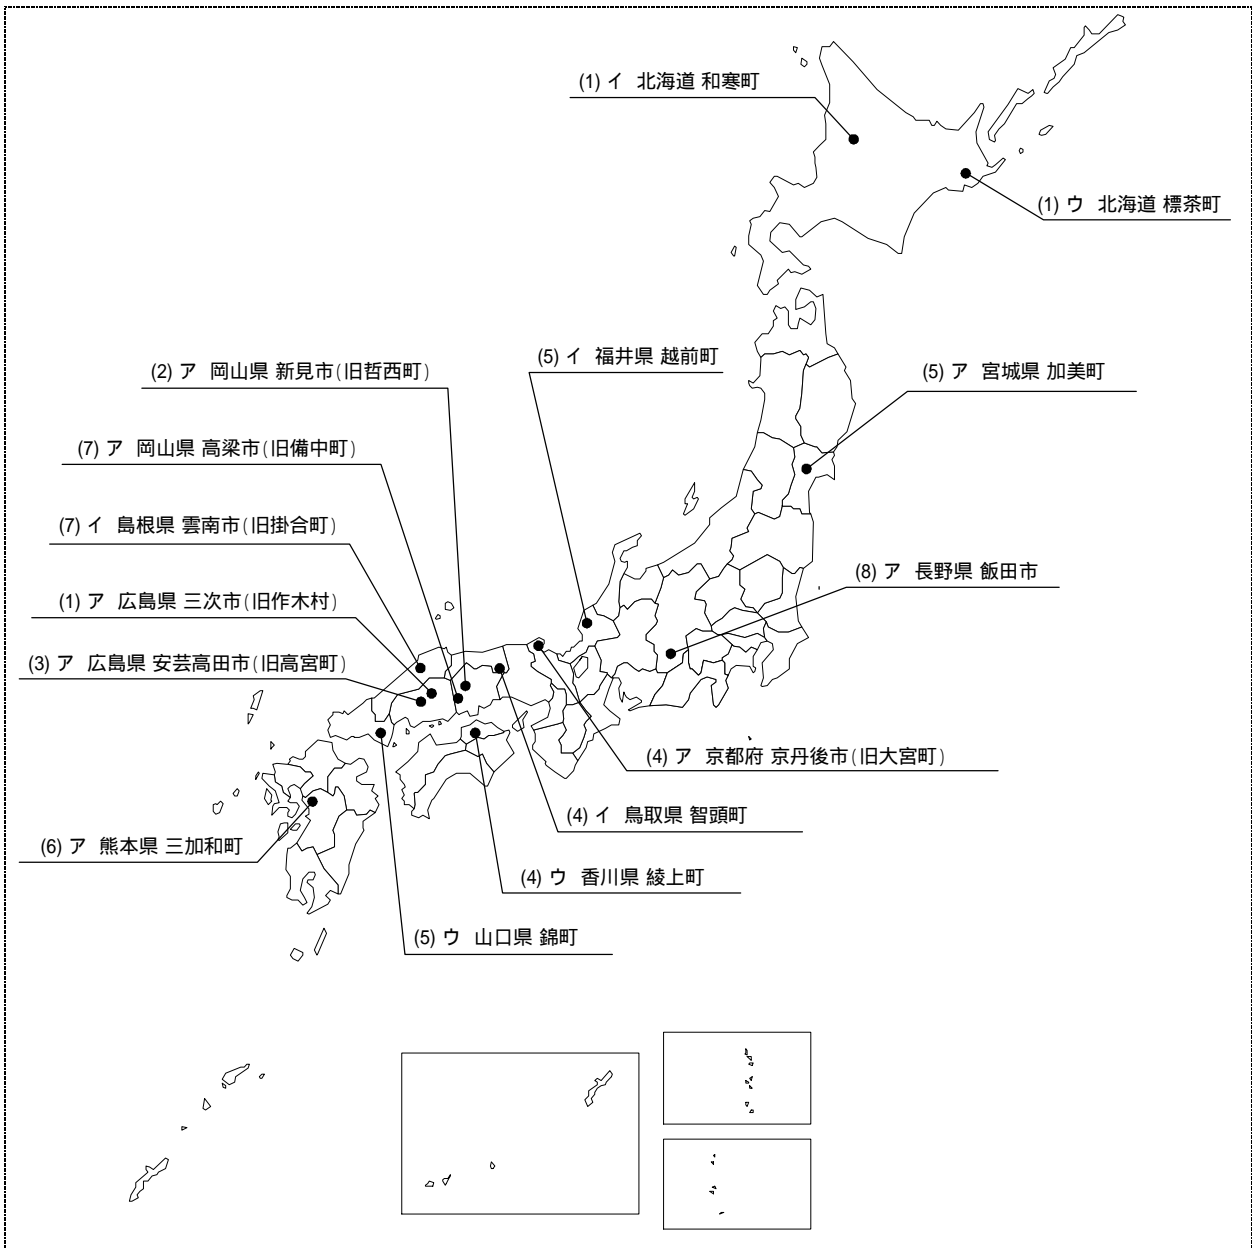 (1) イ 北海道 和寒町
(1) ウ 北海道 標茶町
(5) イ 福井県 越前町
(2) ア 岡山県 新見市(旧哲西町)
(5) ア 宮城県 加美町
(7) ア 岡山県 高梁市(旧備中町)
(7) イ 島根県 雲南市(旧掛合町)
(8) ア 長野県 飯田市
(1) ア 広島県 三次市(旧作木村)
(3) ア 広島県 安芸高田市(旧高宮町)
(4) ア 京都府 京丹後市(旧大宮町)
(4) イ 鳥取県 智頭町
(6) ア 熊本県 三加和町
(4) ウ 香川県 綾上町
(5) ウ 山口県 錦町